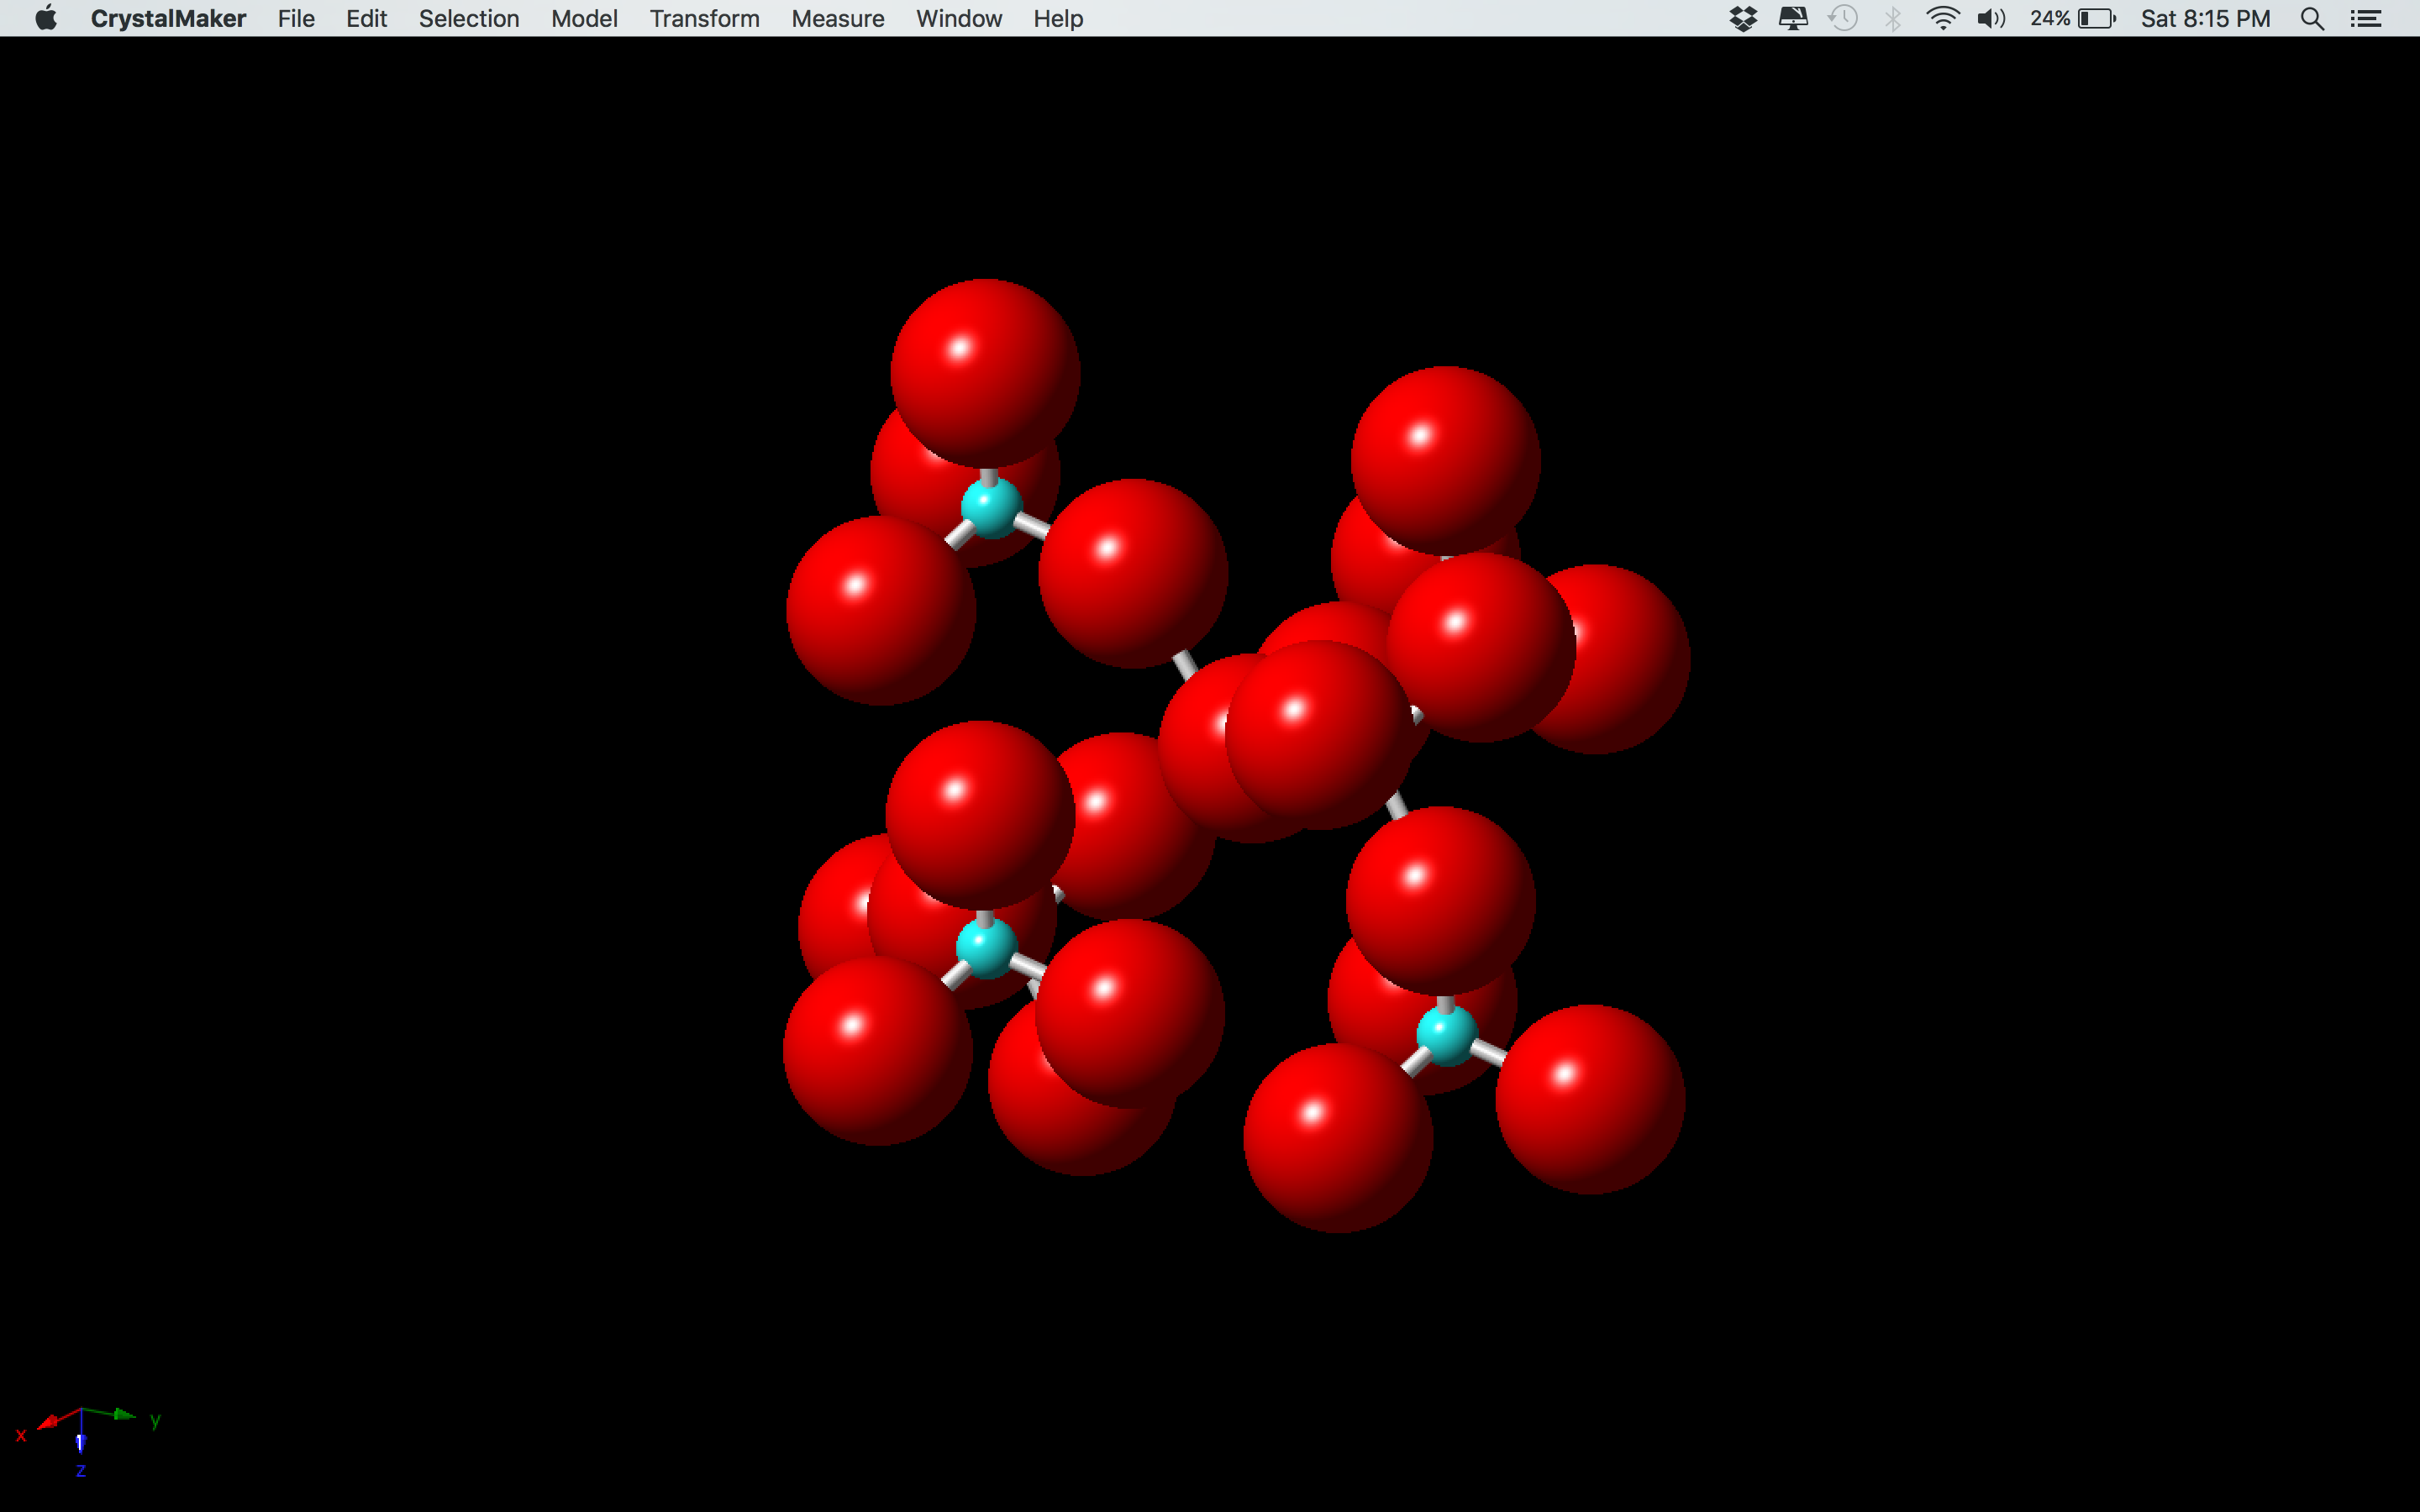 CrystalMaker File Edit Selection Model Transform Measure Window Help 24% Sat 8:15 PM
x y
z